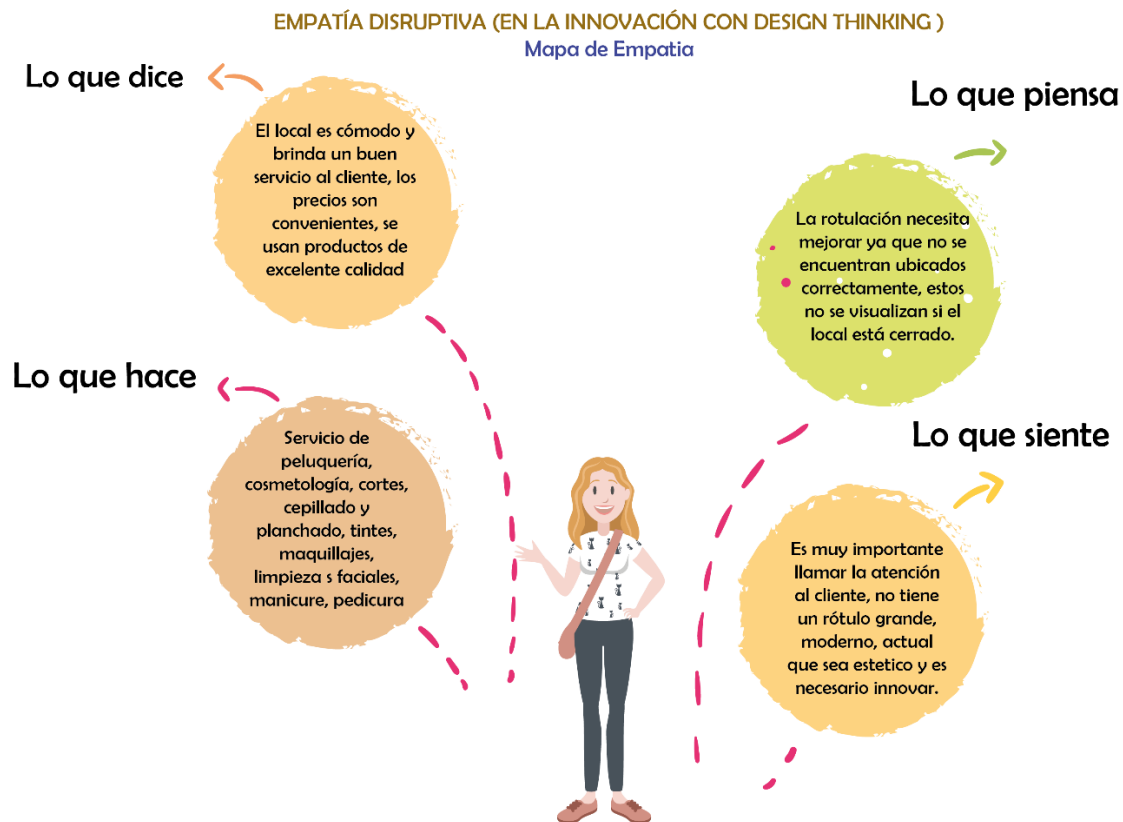 EMPATÍA DISRUPTIVA (EN LA INNOVACIÓN CON DESIGN THINKING )
Mapa de Empatia
Lo que dice
El local es cómodo y
brinda un buen
servicio al cliente, los
precios son
convenientes, se
usan productos de
excelente calidad
Lo que piensa
La rotulación necesita
mejorar ya que no se
encuentran ubicados
correctamente, estos
no se visualizan si el
local está cerrado.
Lo que hace
Servicio de
peluquería,
cosmetología, cortes,
cepillado y
planchado, tintes,
maquillajes,
limpieza s faciales,
manicure, pedicura
Lo que siente
Es muy importante
llamar la atención
al cliente, no tiene
un rótulo grande,
moderno, actual
que sea estetico y es
necesario innovar.